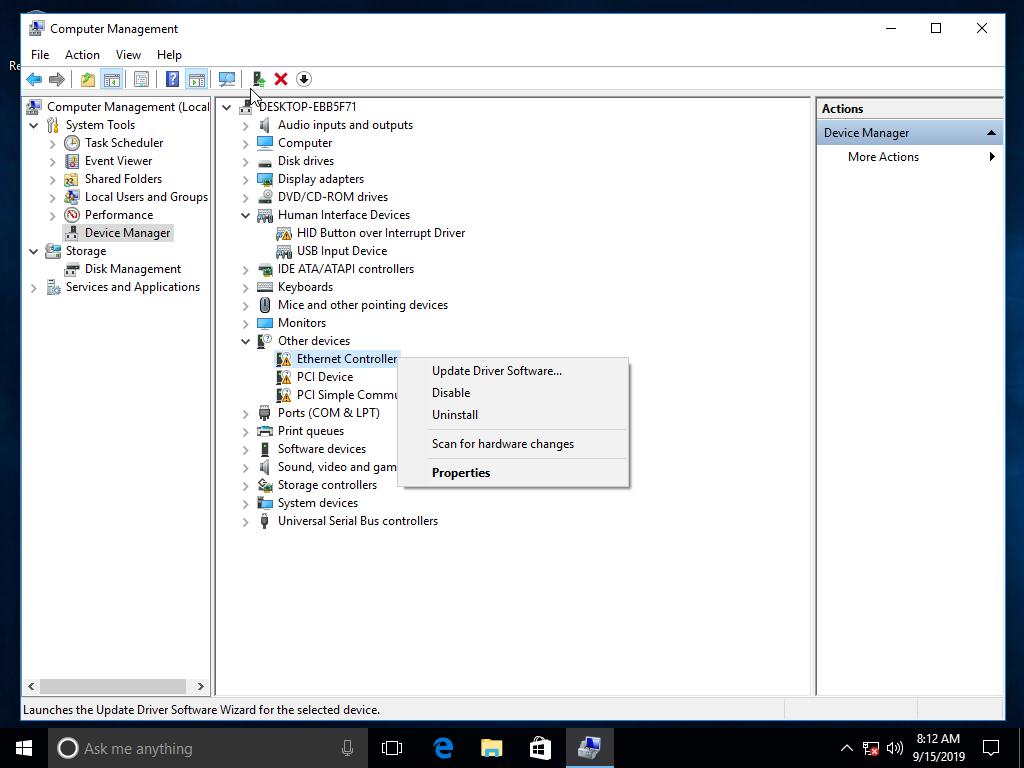 Computer Management
File Action View Help
Computer Management (Local
System Tools
Task Scheduler
Event Viewer
Shared Folders
Local Users and Groups
Performance
Device Manager
Storage
Disk Management
Services and Applications
DESKTOP-EBB5F71
Audio inputs and outputs
Computer
Disk drives
Display adapters
DVD/CD-ROM drives
Human Interface Devices
HID Button over Interrupt Driver
USB Input Device
IDE ATA/ATAPI controllers
Keyboards
Mice and other pointing devices
Monitors
Other devices
Ethernet Controller
PCI Device
PCI Simple Commu
Ports (COM & LPT)
Print queues
Software devices
Sound, video and gam
Storage controllers
System devices
Universal Serial Bus controllers
Update Driver Software...
Disable
Uninstall
Scan for hardware changes
Properties
Actions
Device Manager
More Actions
Launches the Update Driver Software Wizard for the selected device.
Ask me anything
8:12 AM
9/15/2019